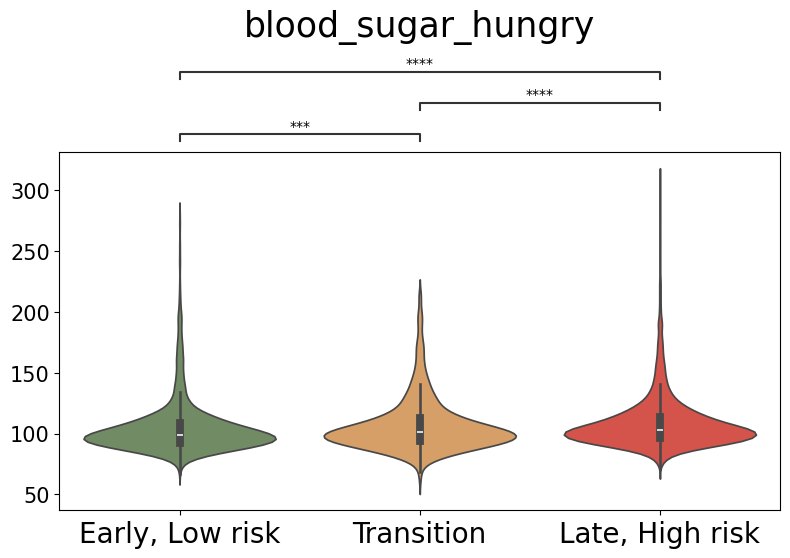 blood_sugar_hungry
****
****
***
300
250
200
150
100
50
Early, Low risk
Transition
Late, High risk